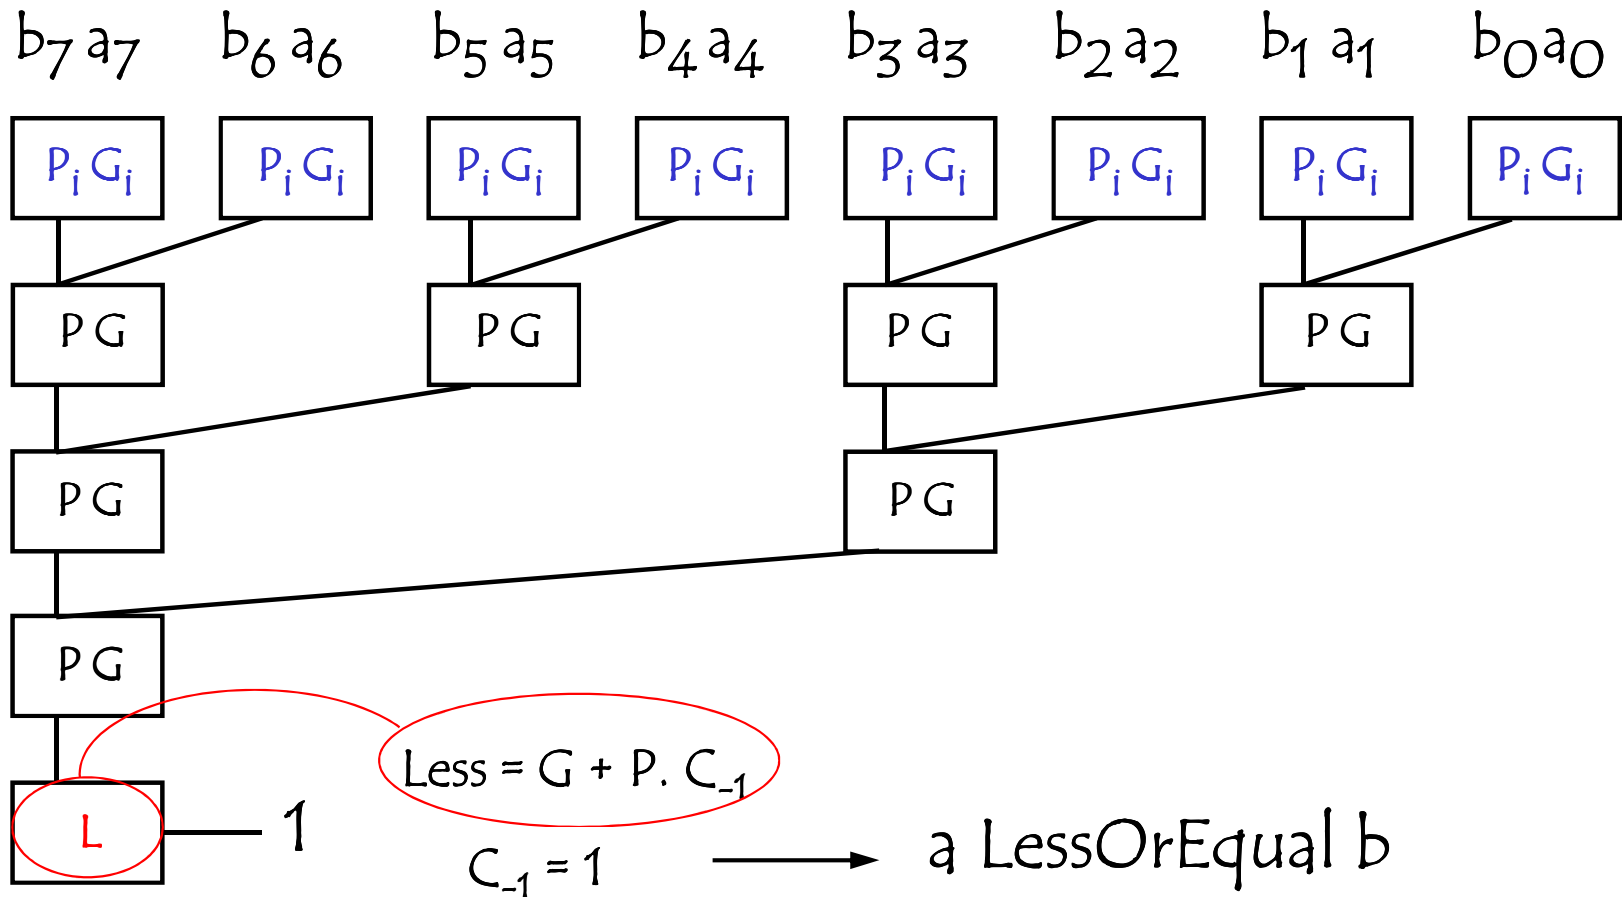 b7 a7 b6 a6 b5 a5 b4 a4 b3 a3 b2 a2 b1 a1 b0 a0
Pi Gi Pi Gi Pi Gi Pi Gi Pi Gi Pi Gi Pi Gi Pi Gi
P G P G P G P G
P G P G
P G
Less = G + P. C-1
L 1
C-1 = 1 a LessOrEqual b